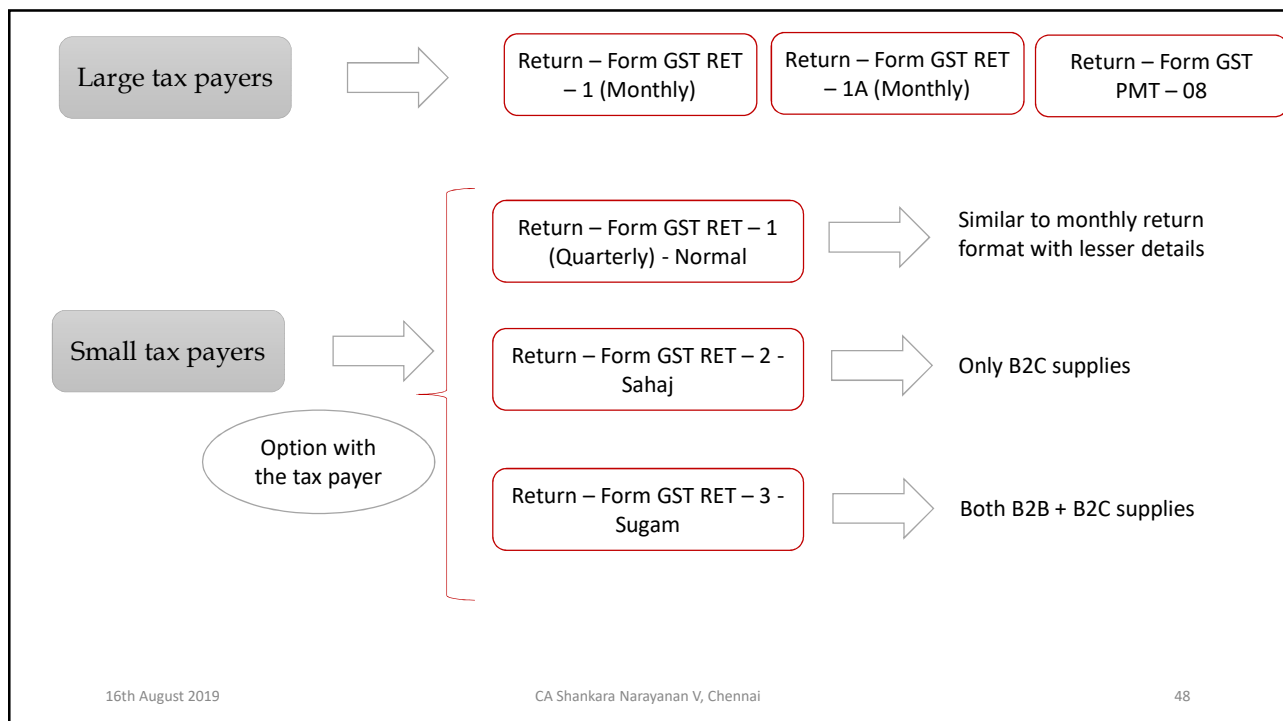 Large tax payers
Return – Form GST RET
– 1 (Monthly)
Return – Form GST RET
– 1A (Monthly)
Return – Form GST
PMT – 08
Small tax payers
Option with
the tax payer
Return – Form GST RET – 1
(Quarterly) - Normal
Similar to monthly return
format with lesser details
Return – Form GST RET – 2 -
Sahaj
Only B2C supplies
Return – Form GST RET – 3 -
Sugam
Both B2B + B2C supplies
16th August 2019
CA Shankara Narayanan V, Chennai
48